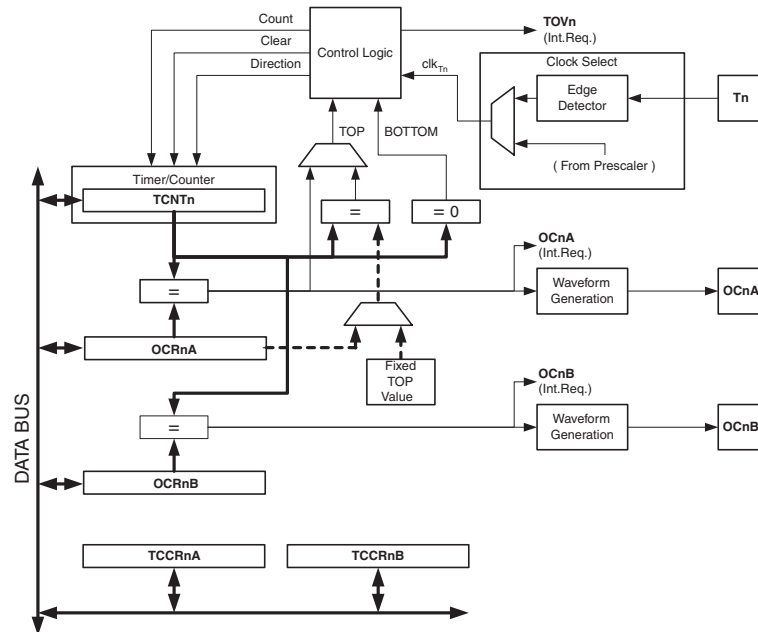 Count
Clear
Direction
Control Logic
TOVn
(Int.Req.)
clkTn
Clock Select
Edge
Detector
Tn
( From Prescaler )
TOP
BOTTOM
Timer/Counter
TCNTn
=
= 0
OCnA
(Int.Req.)
=
Waveform
Generation
OCnA
OCRnA
Fixed
TOP
Value
OCnB
(Int.Req.)
=
Waveform
Generation
OCnB
OCRnB
DATA BUS
TCCRnA
TCCRnB